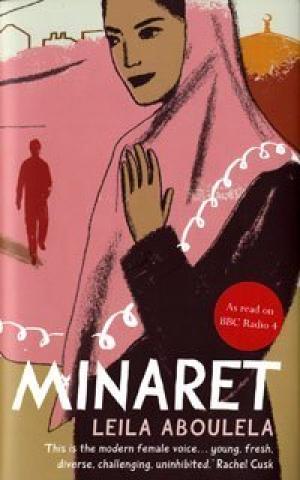 As read on
BBC Radio 4
MINARET
LEILA ABOULELA
'This is the modern female voice... young, fresh,
diverse, challenging, uninhibited.' Rachel Cusk